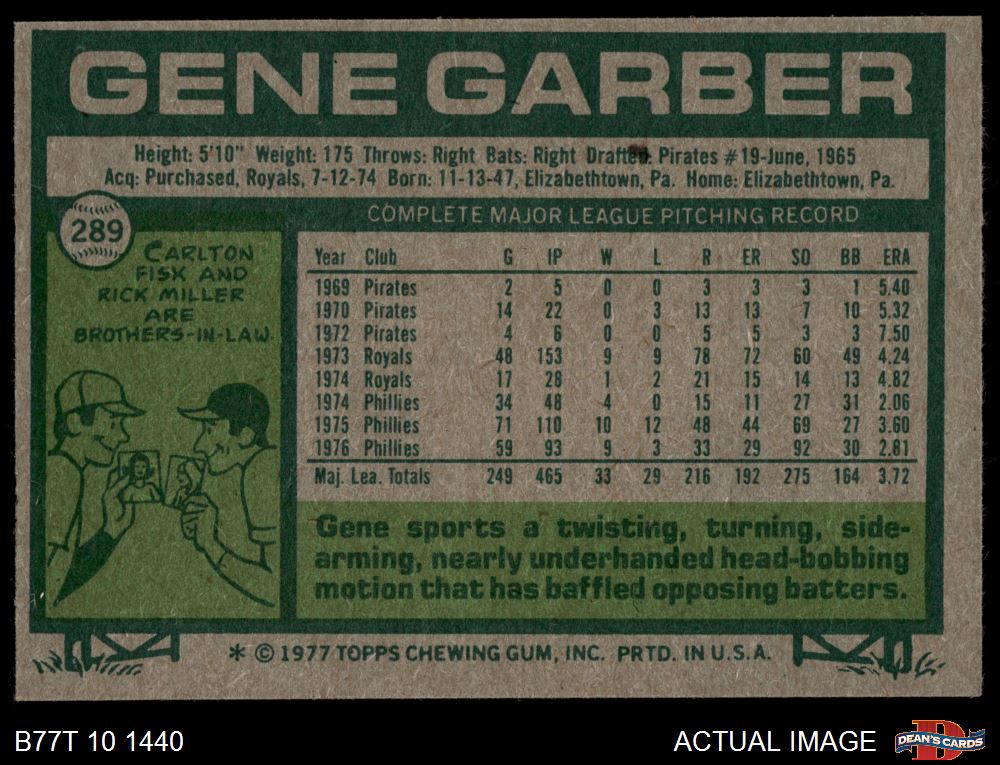 GENE GARBER
Height: 5'10" Weight: 175 Throws: Right Bats: Right Drafted: Pirates #19-June, 1965
Acq: Purchased, Royals, 7-12-74 Born: 11-13-47, Elizabethtown, Pa. Home: Elizabethtown, Pa.
289
CARLTON
FISK AND
RICK MILLER
ARE
BROTHERS-IN-LAW.
COMPLETE MAJOR LEAGUE PITCHING RECORD
Year Club G IP W L R ER SO BB ERA
1969 Pirates 2 5 0 0 3 3 3 1 5.40
1970 Pirates 14 22 0 3 13 13 7 10 5.32
1972 Pirates 4 6 0 0 5 5 3 3 7.50
1973 Royals 48 153 9 9 78 72 60 49 4.24
1974 Royals 17 28 1 2 21 15 14 13 4.82
1974 Phillies 34 48 4 0 15 11 27 31 2.06
1975 Phillies 71 110 10 12 48 44 69 27 3.60
1976 Phillies 59 93 9 3 33 29 92 30 2.81
Maj. Lea. Totals 249 465 33 29 216 192 275 164 3.72
Gene sports a twisting, turning, side-
arming, nearly underhanded head-bobbing
motion that has baffled opposing batters.
* © 1977 TOPPS CHEWING GUM, INC. PRTD. IN U.S.A.
B77T 10 1440
ACTUAL IMAGE
DEAN'S CARDS